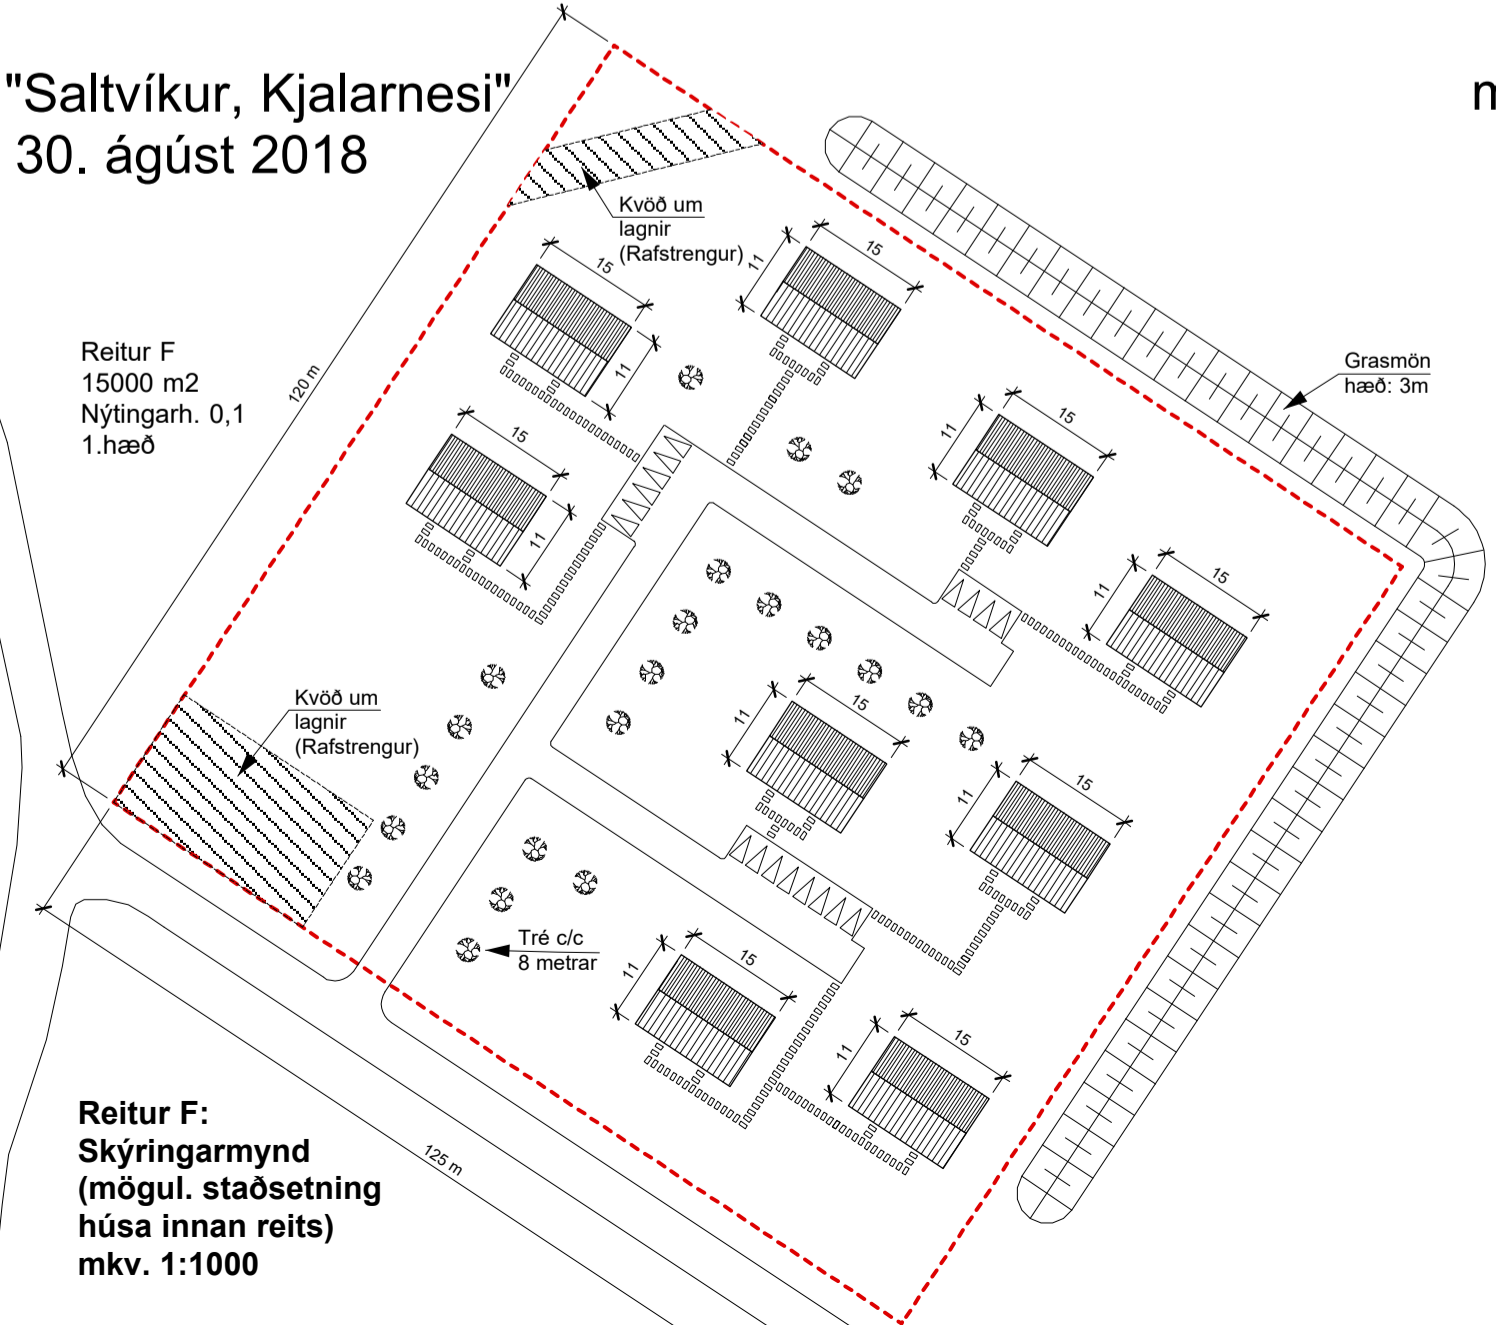 "Saltvíkur, Kjalarnesi"
30. ágúst 2018
m
Kvöð um
lagnir
(Rafstrengur)
15
11
15
11
15
11
15
11
15
11
15
11
15
11
15
11
15
11
Reitur F
15000 m2
Nýtingarh. 0,1
1.hæð
120 m
Grasmön
hæð: 3m
Kvöð um
lagnir
(Rafstrengur)
Tré c/c
8 metrar
125 m
Reitur F:
Skýringarmynd
(mögul. staðsetning
húsa innan reits)
mkv. 1:1000